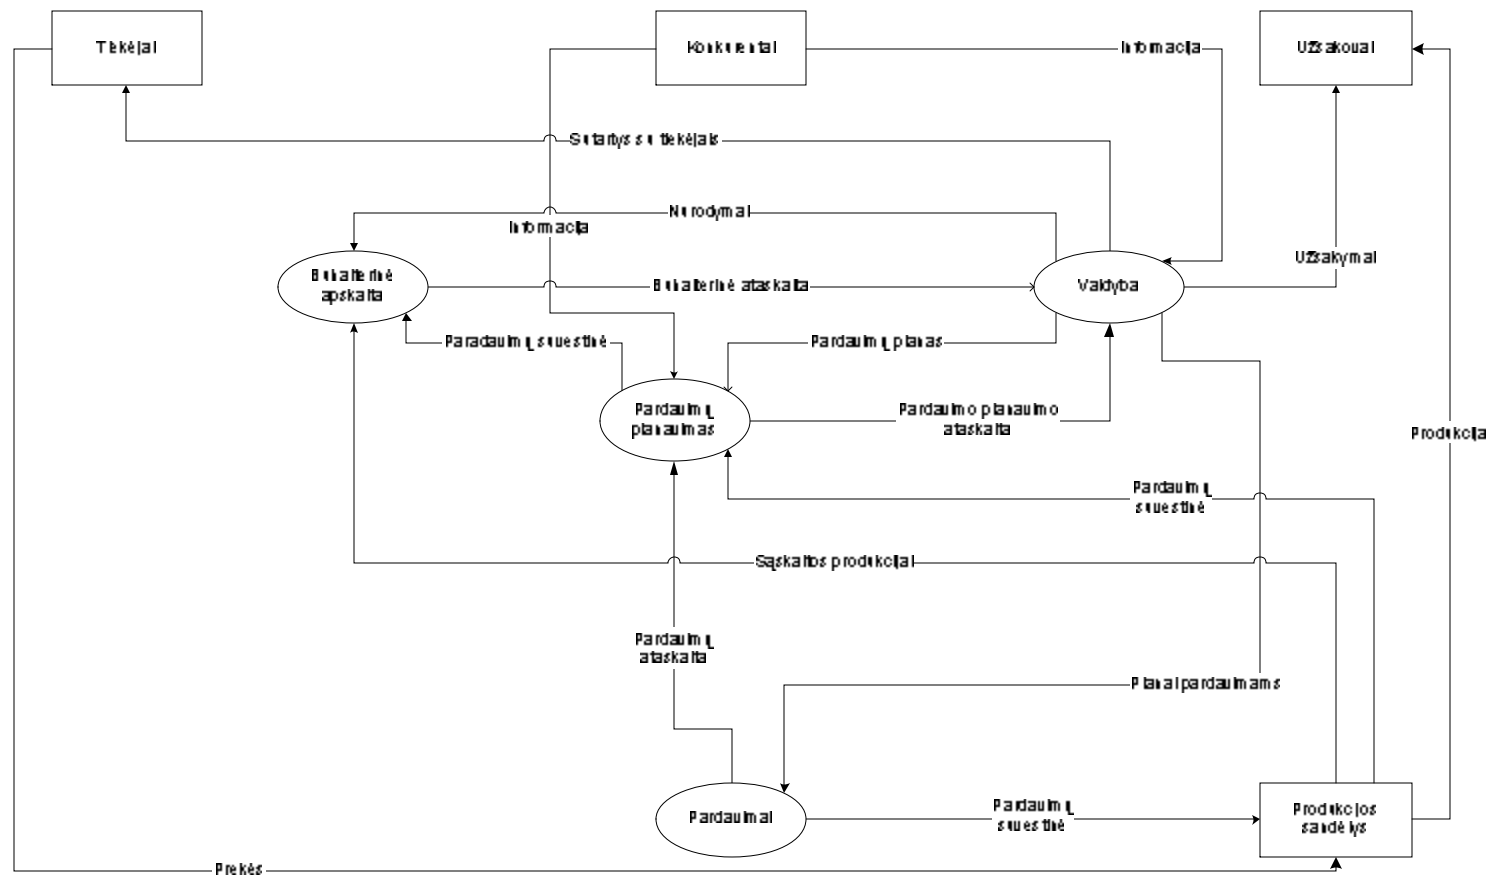 Tiekėjai
Konkurentai
Informacija
Užsakovai
Sutartys su tiekėjais
Nurodymai
Informacija
Buhalterinė
apskaita
Buhalterinė ataskaita
Valdyba
Užsakymai
Paradavimų suvestinė
Pardavimų planas
Pardavimų
planavimas
Pardavimo planavimo
ataskaita
Produkcija
Pardavimų
suvestinė
Sąskaitos produkcijai
Pardavimų
ataskaita
Planai pardavimams
Pardavimai
Pardavimų
suvestinė
Produkcijos
sandėlys
Prekės